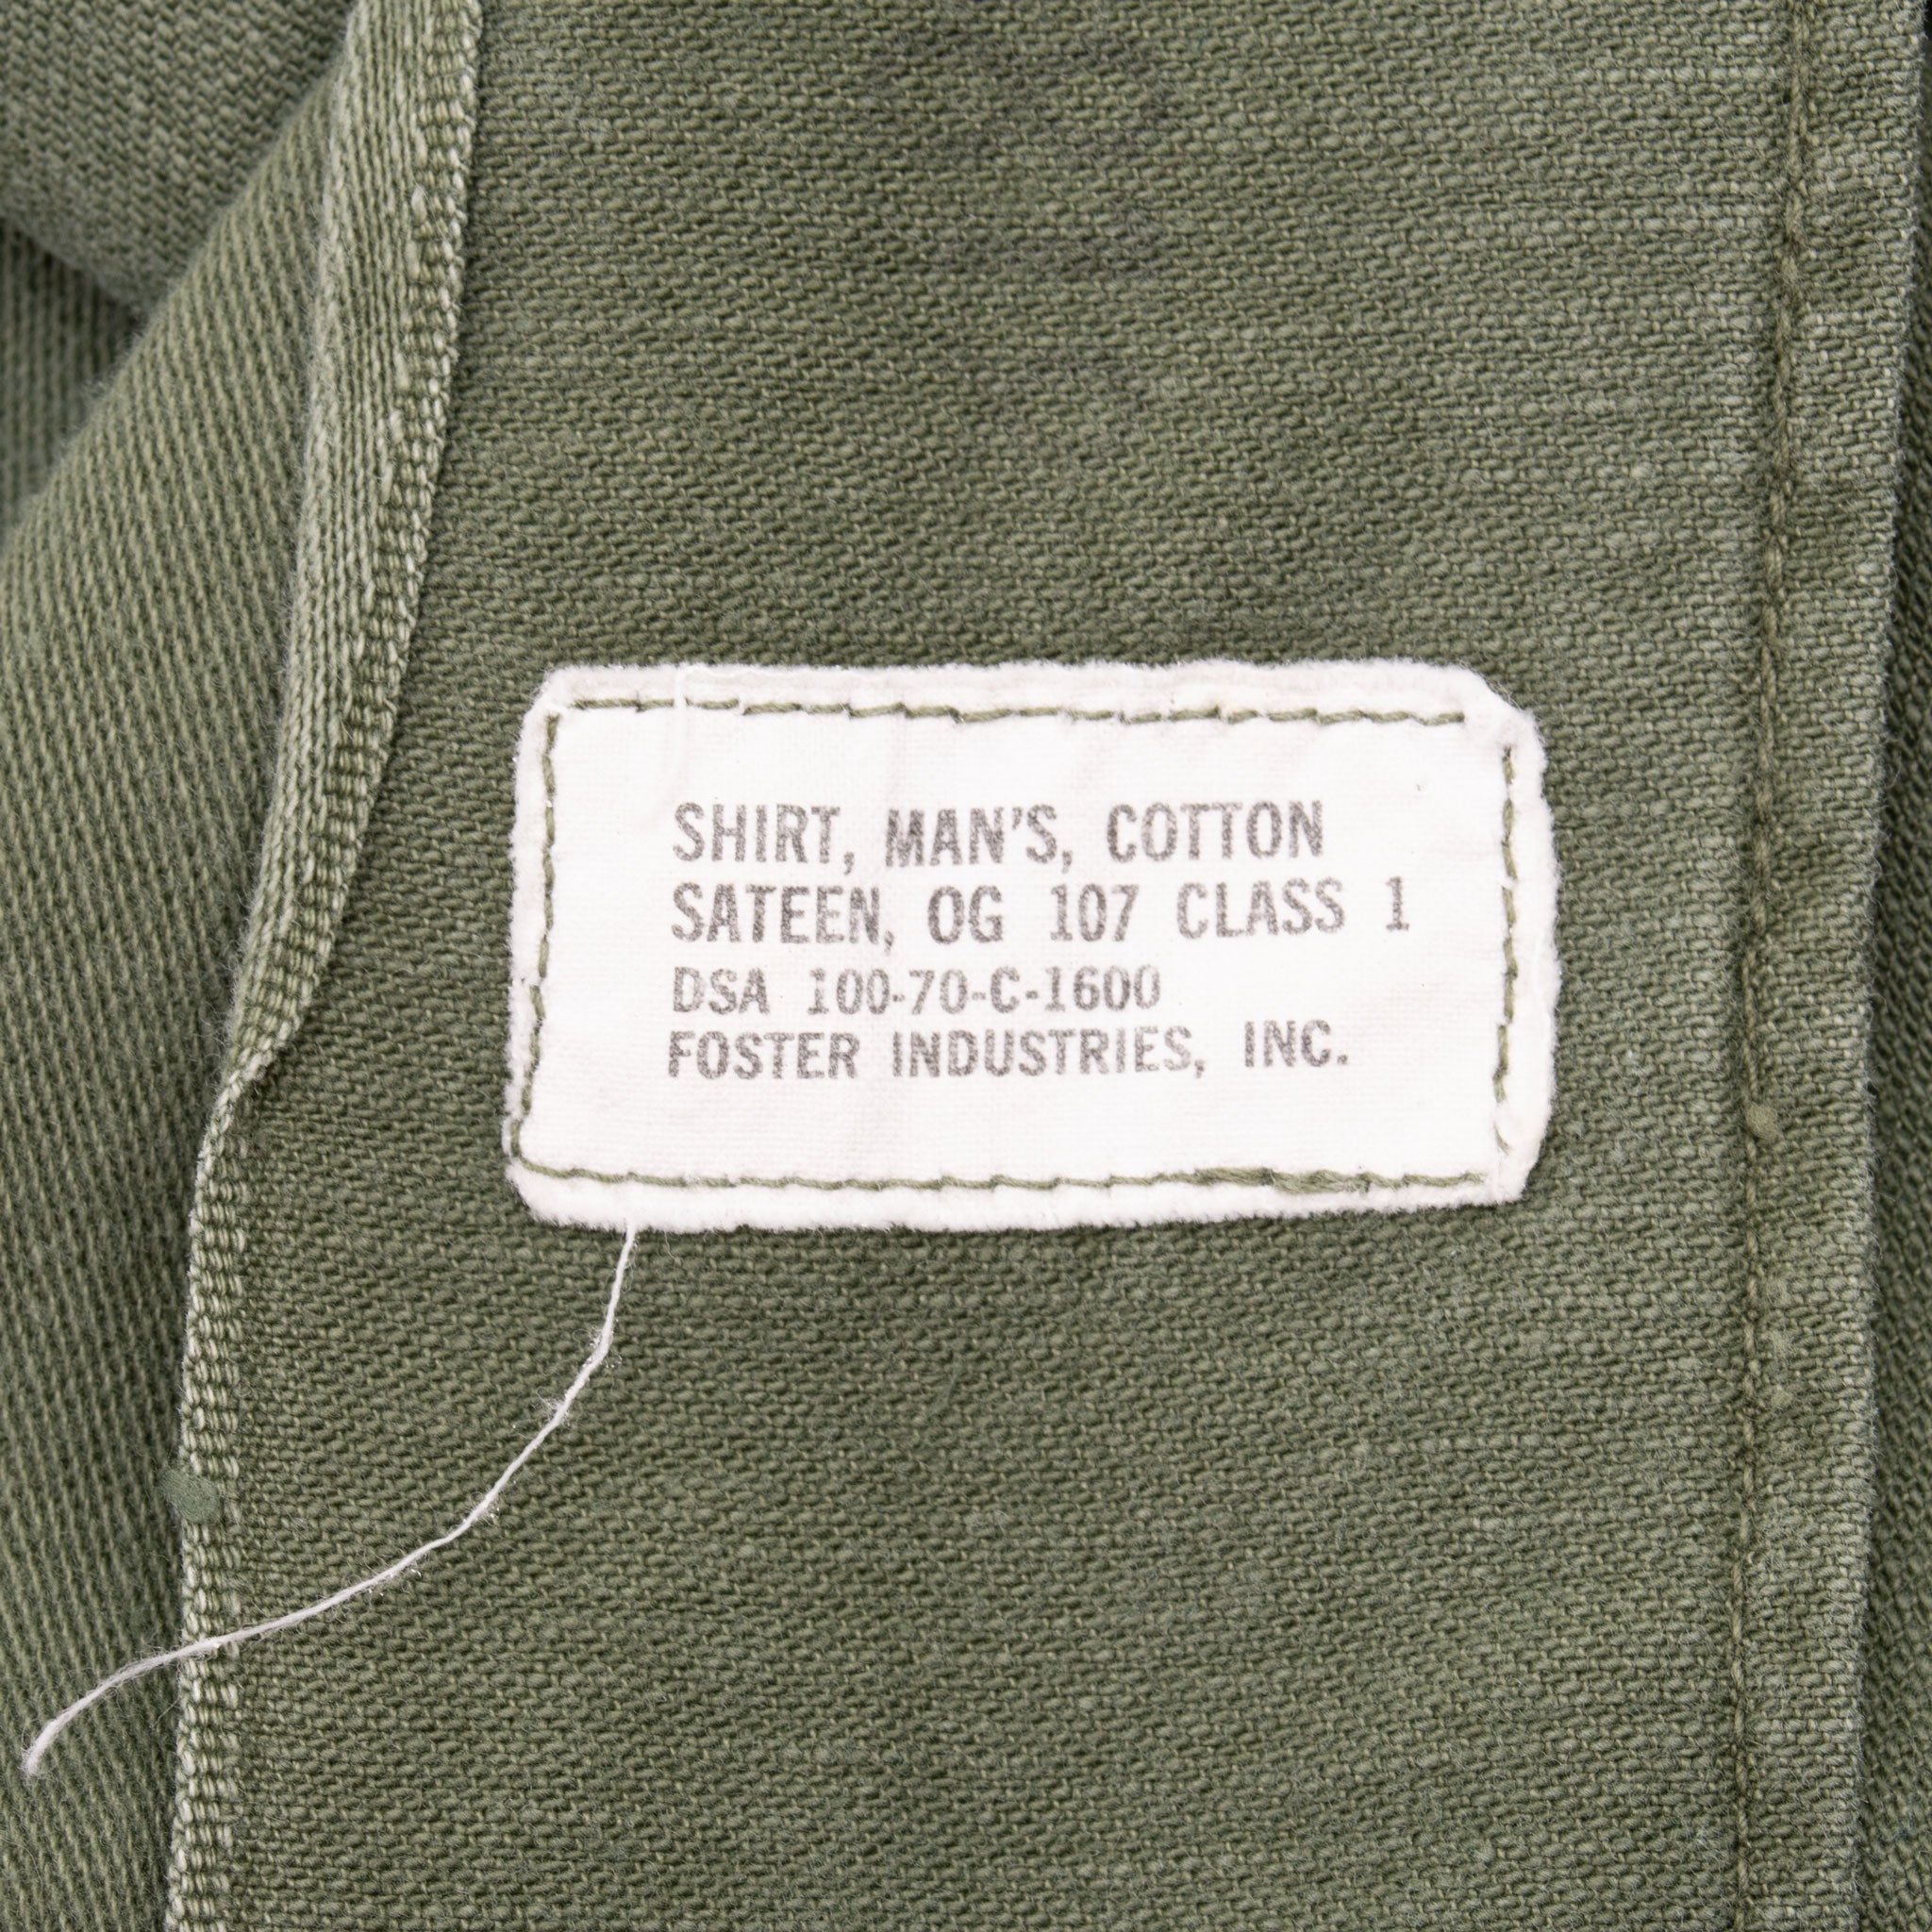 SHIRT, MAN'S, COTTON
SATEEN, OG 107 CLASS 1
DSA 100-70-C-1600
FOSTER INDUSTRIES, INC.